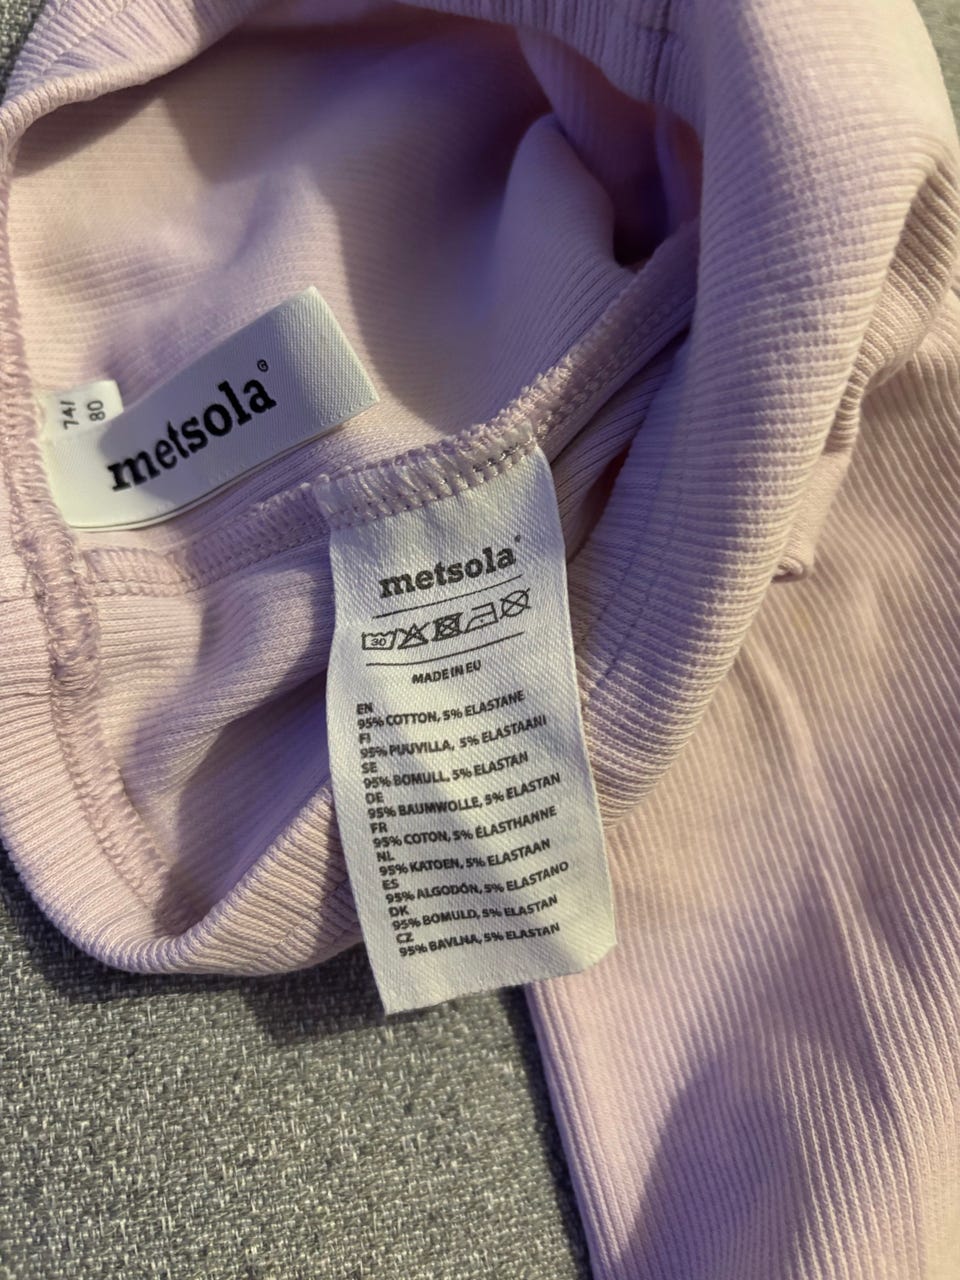 74/
80
metsola
metsola
30
MADE IN EU
EN
95% COTTON, 5% ELASTANE
FI
95% PUUVILLA, 5% ELASTAANI
SE
95% BOMULL, 5% ELASTAN
DE
95% BAUMWOLLE, 5% ELASTAN
FR
95% COTON, 5% ÉLASTHANNE
NL
95% KATOEN, 5% ELASTAAN
ES
95% ALGODÓN, 5% ELASTANO
DK
95% BOMULD, 5% ELASTAN
CZ
95% BAVLNA, 5% ELASTAN